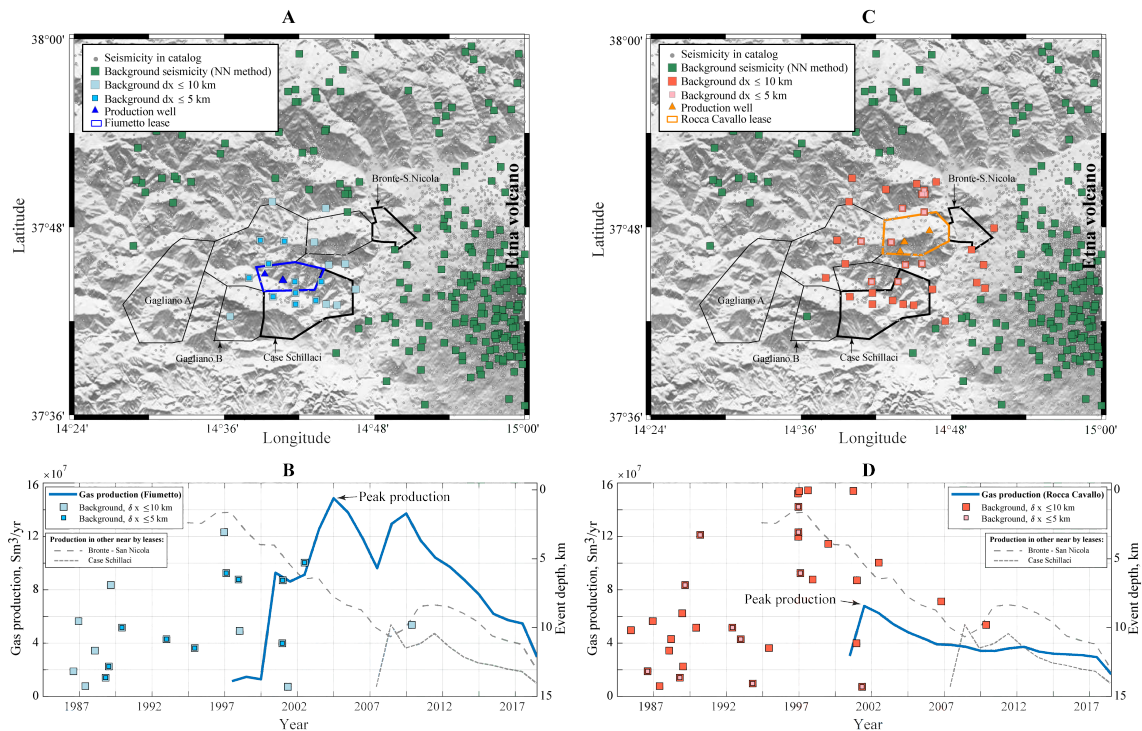 A
38°00'
37°48'
37°36'
Latitude
14°24'
14°36'
14°48'
15°00'
Longitude
Seismicity in catalog
Background seismicity (NN method)
Background dx ≤ 10 km
Background dx ≤ 5 km
Production well
Fiumetto lease
Bronte-S.Nicola
Gagliano A
Gagliano B
Case Schillaci
Etna volcano
C
38°00'
37°48'
37°36'
Latitude
14°24'
14°36'
14°48'
15°00'
Longitude
Seismicity in catalog
Background seismicity (NN method)
Background dx ≤ 10 km
Background dx ≤ 5 km
Production well
Rocca Cavallo lease
Bronte-S.Nicola
Gagliano A
Gagliano B
Case Schillaci
Etna volcano
B
×10⁷
16
12
8
4
0
Gas production, Sm³/yr
0
5
10
15
Event depth, km
Gas production (Fiumetto)
Background, δ x ≤10 km
Background, δ x ≤5 km
Production in other near by leases:
Bronte - San Nicola
Case Schillaci
Peak production
1987
1992
1997
2002
2007
2012
2017
Year
D
×10⁷
16
12
8
4
0
Gas production, Sm³/yr
0
5
10
15
Event depth, km
Gas production (Rocca Cavallo)
Background, δ x ≤10 km
Background, δ x ≤5 km
Production in other near by leases:
Bronte - San Nicola
Case Schillaci
Peak production
1987
1992
1997
2002
2007
2012
2017
Year